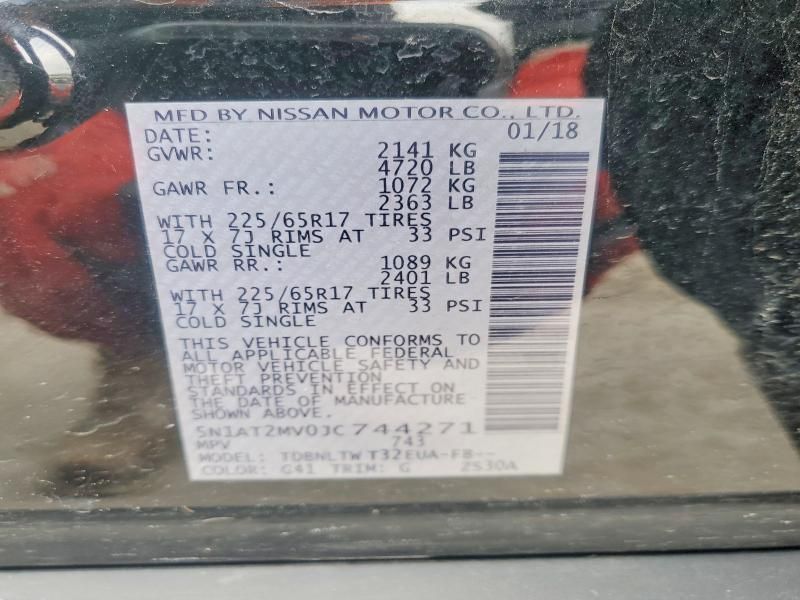 MFD BY NISSAN MOTOR CO., LTD.
DATE: 01/18
GVWR: 2141 KG
4720 LB
GAWR FR.: 1072 KG
2363 LB
WITH 225/65R17 TIRES
17 X 7J RIMS AT 33 PSI
COLD SINGLE
GAWR RR.: 1089 KG
2401 LB
WITH 225/65R17 TIRES
17 X 7J RIMS AT 33 PSI
COLD SINGLE
THIS VEHICLE CONFORMS TO
ALL APPLICABLE FEDERAL
MOTOR VEHICLE SAFETY AND
THEFT PREVENTION
STANDARDS IN EFFECT ON
THE DATE OF MANUFACTURE
SHOWN ABOVE.
5N1AT2MV0JC744271
MPV 743
MODEL: TDBNLTW T32EUA-F8--
COLOR: G41 TRIM: G ZS30A